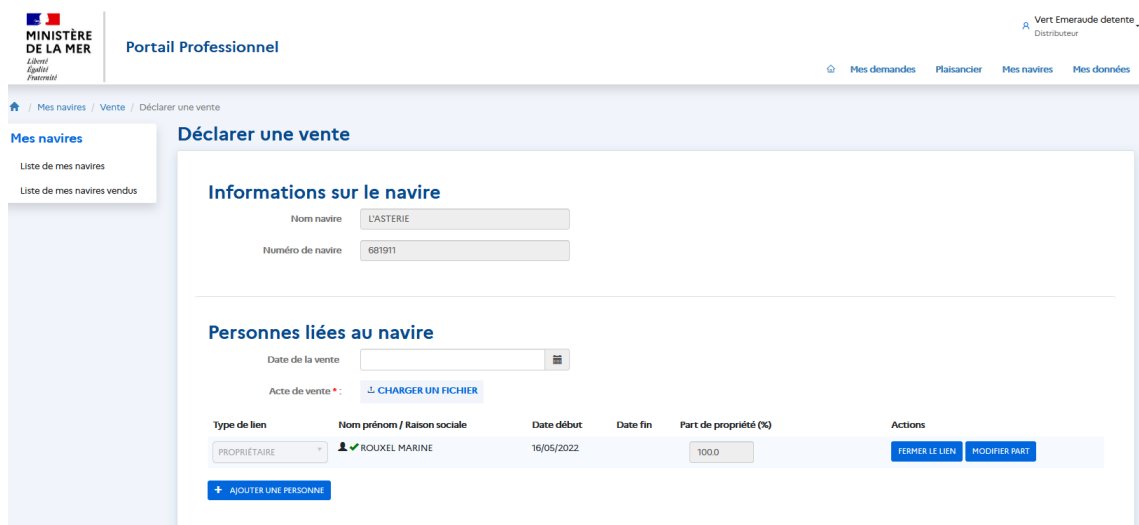 MINISTÈRE
DE LA MER
Liberté
Égalité
Fraternité
Portail Professionnel
Vert Emeraude detente
Distributeur
Mes demandes Plaisancier Mes navires Mes données
/ Mes navires / Vente / Déclarer une vente
Mes navires
Liste de mes navires
Liste de mes navires vendus
Déclarer une vente
Informations sur le navire
Nom navire L'ASTERIE
Numéro de navire 681911
Personnes liées au navire
Date de la vente
Acte de vente * : CHARGER UN FICHIER
Type de lien Nom prénom / Raison sociale Date début Date fin Part de propriété (%) Actions
PROPRIÉTAIRE ROUXEL MARINE 16/05/2022 100.0 FERMER LE LIEN MODIFIER PART
+ AJOUTER UNE PERSONNE